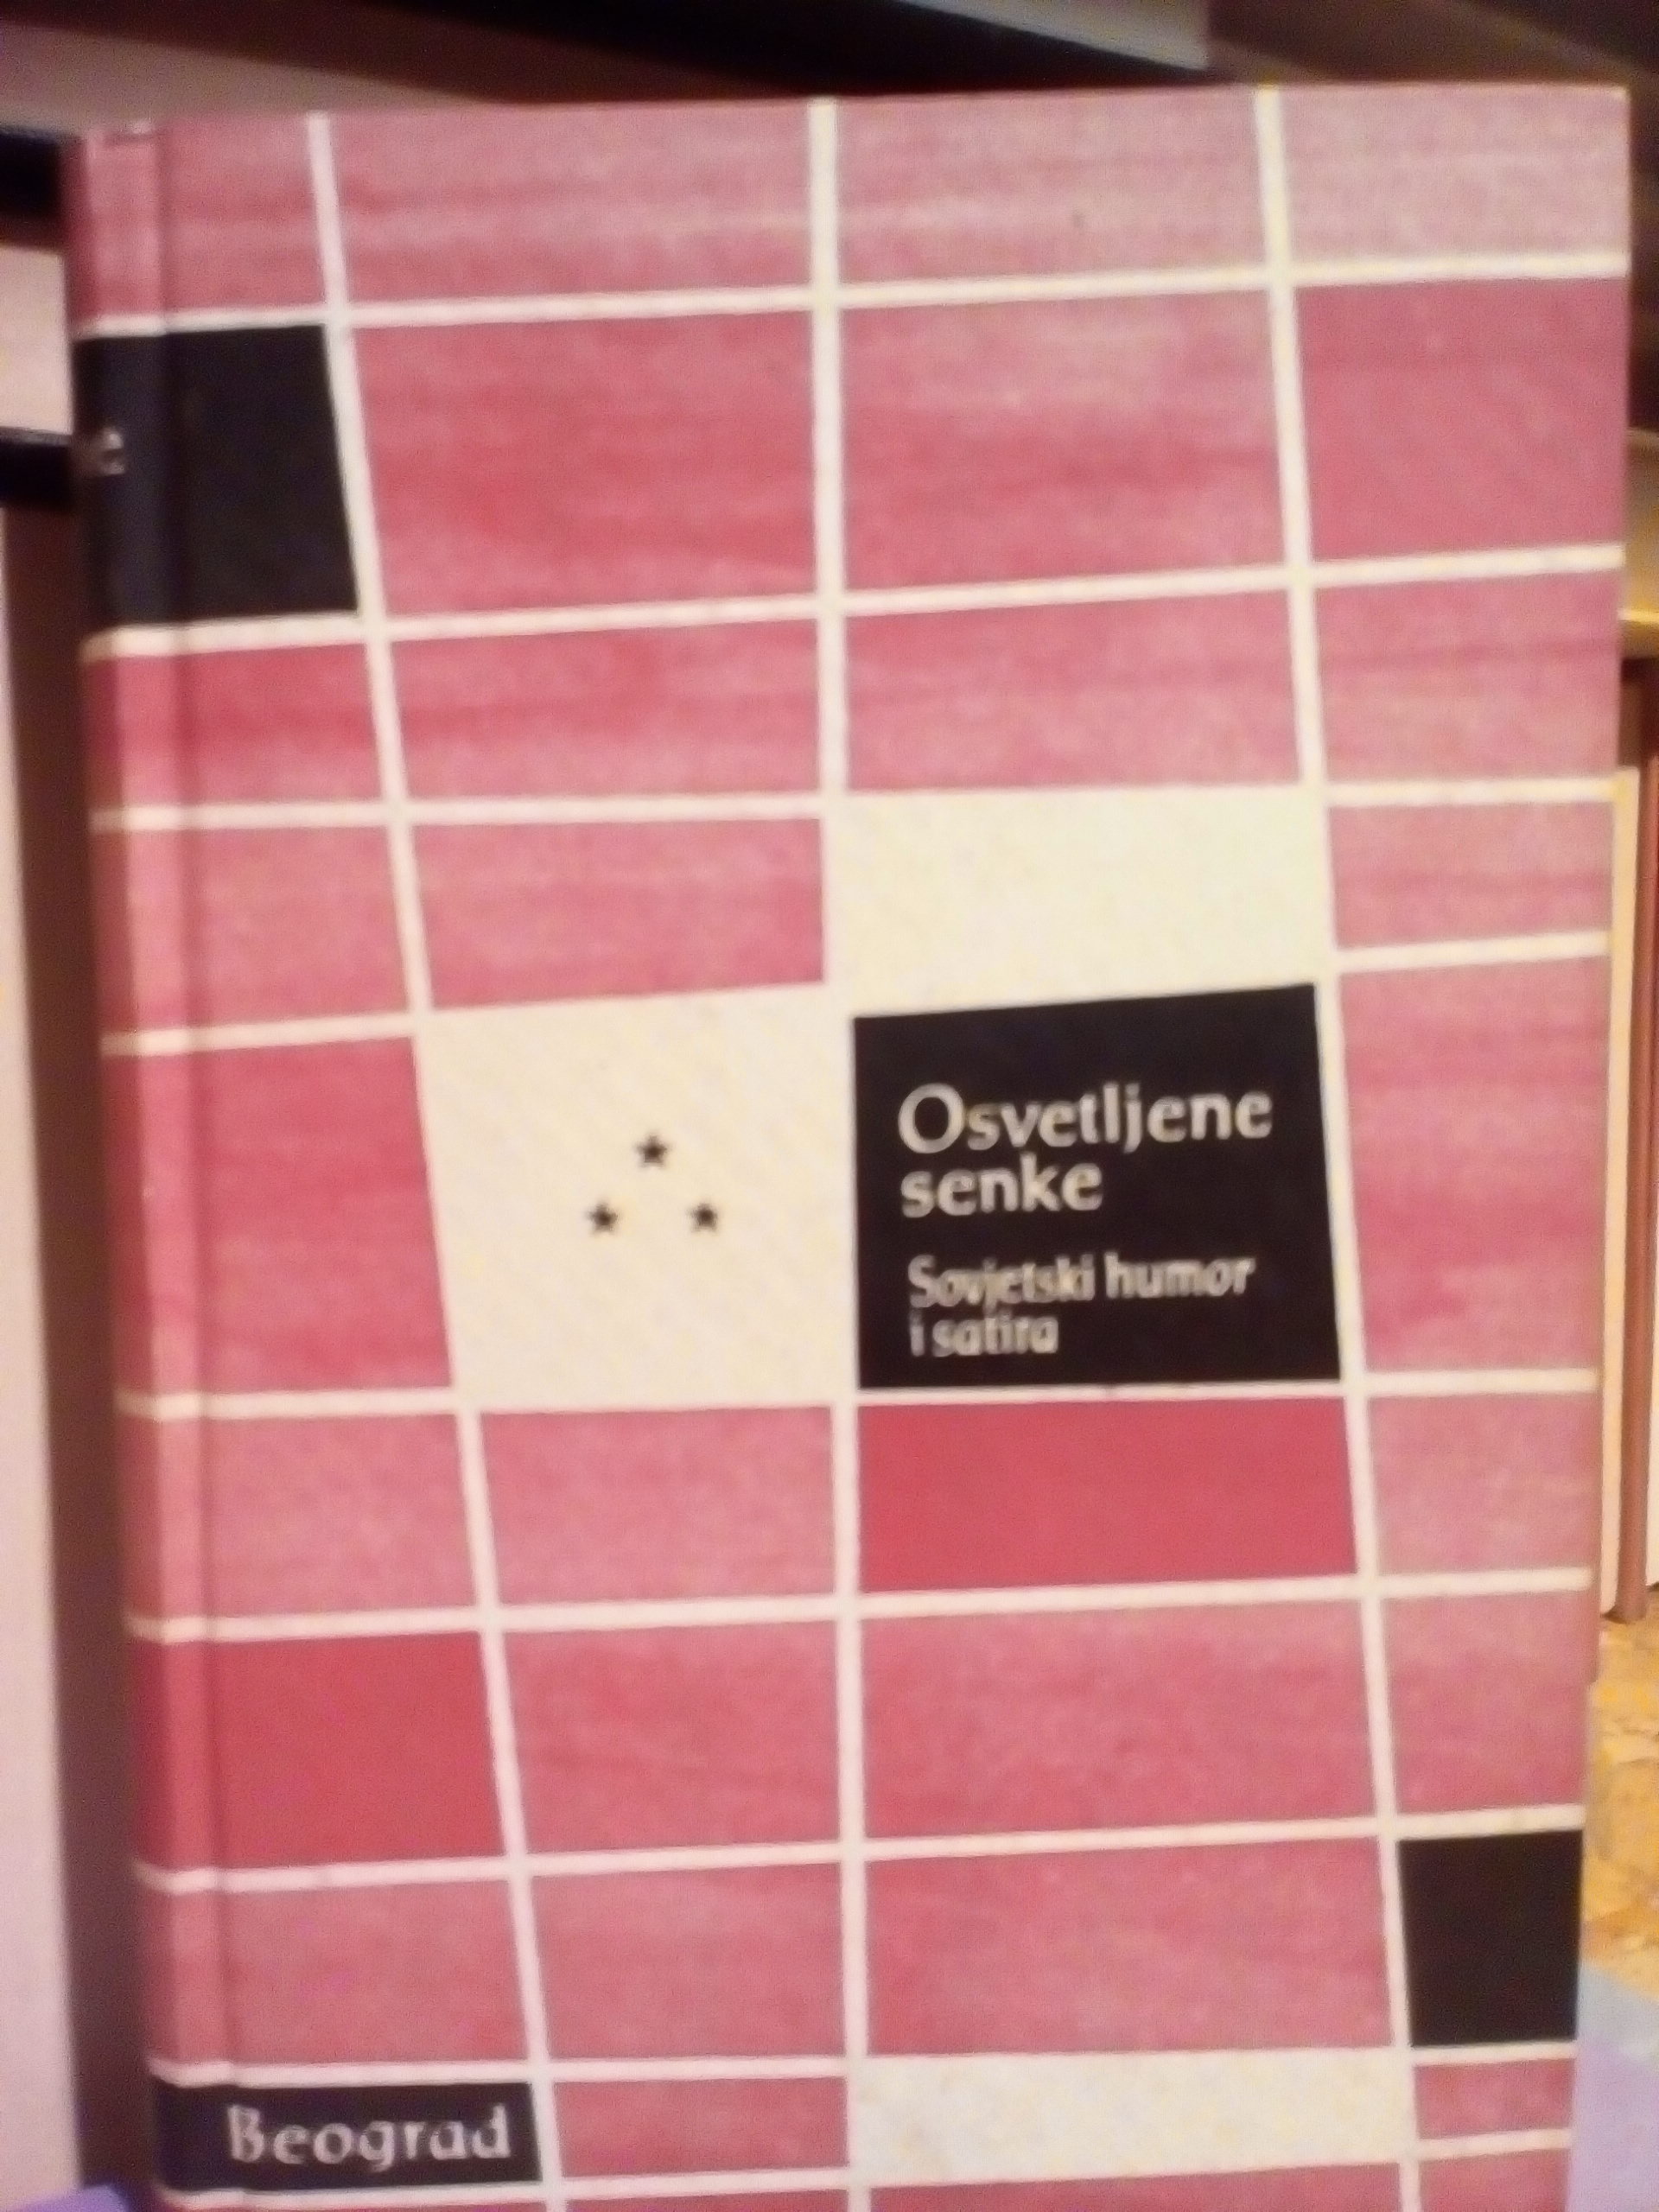 Osvetljene
senke
Sovjetski humor
i satira
Beograd